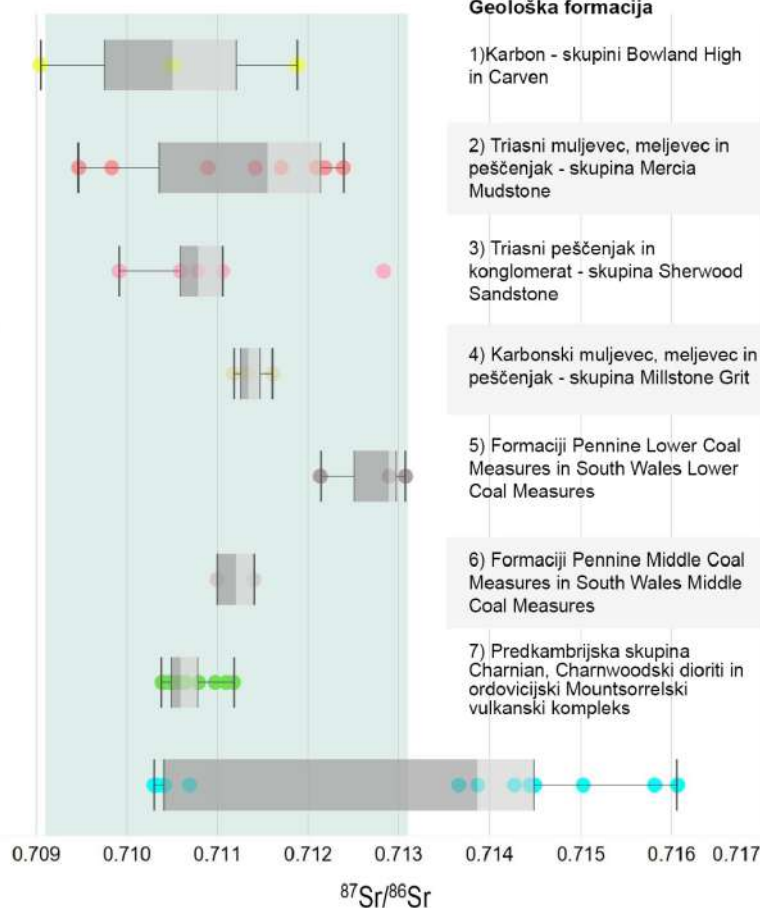 Geološka formacija
1)Karbon - skupini Bowland High
in Carven
2) Triasni muljevec, meljevec in
peščenjak - skupina Mercia
Mudstone
3) Triasni peščenjak in
konglomerat - skupina Sherwood
Sandstone
4) Karbonski muljevec, meljevec in
peščenjak - skupina Millstone Grit
5) Formaciji Pennine Lower Coal
Measures in South Wales Lower
Coal Measures
6) Formaciji Pennine Middle Coal
Measures in South Wales Middle
Coal Measures
7) Predkambrijska skupina
Charnian, Charnwoodski dioriti in
ordovicijski Mountsorrelski
vulkanski kompleks
0.709 0.710 0.711 0.712 0.713 0.714 0.715 0.716 0.717
⁸⁷Sr/⁸⁶Sr